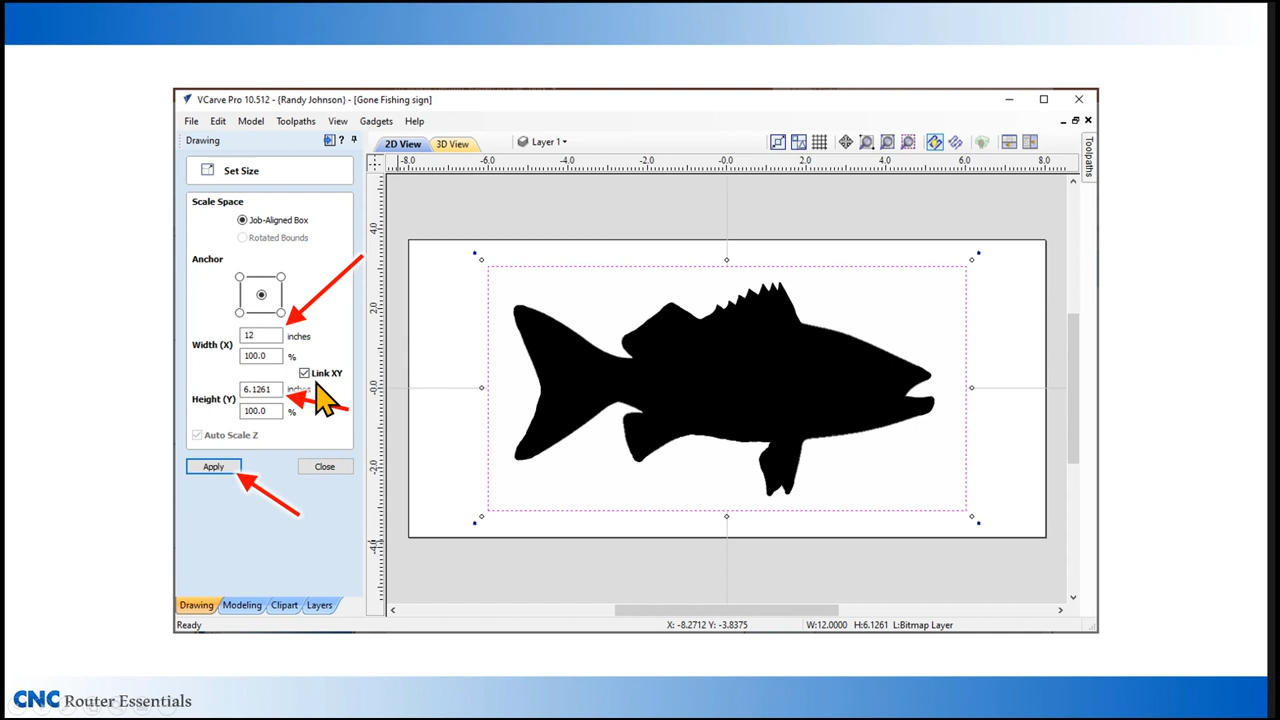 VCarve Pro 10.512 - {Randy Johnson} - [Gone Fishing sign]
File Edit Model Toolpaths View Gadgets Help
Drawing
2D View 3D View Layer 1
Set Size
Scale Space
Job-Aligned Box
Rotated Bounds
Anchor
Width (X)
12 inches
100.0 %
Link XY
Height (Y)
6.1261 inches
100.0 %
Auto Scale Z
Apply Close
-8.0 -6.0 -4.0 -2.0 -0.0 2.0 4.0 6.0 8.0
4.0
2.0
-0.0
-2.0
-4.0
Toolpaths
Drawing Modeling Clipart Layers
Ready X: -8.2712 Y: -3.8375 W:12.0000 H:6.1261 L:Bitmap Layer
CNC Router Essentials